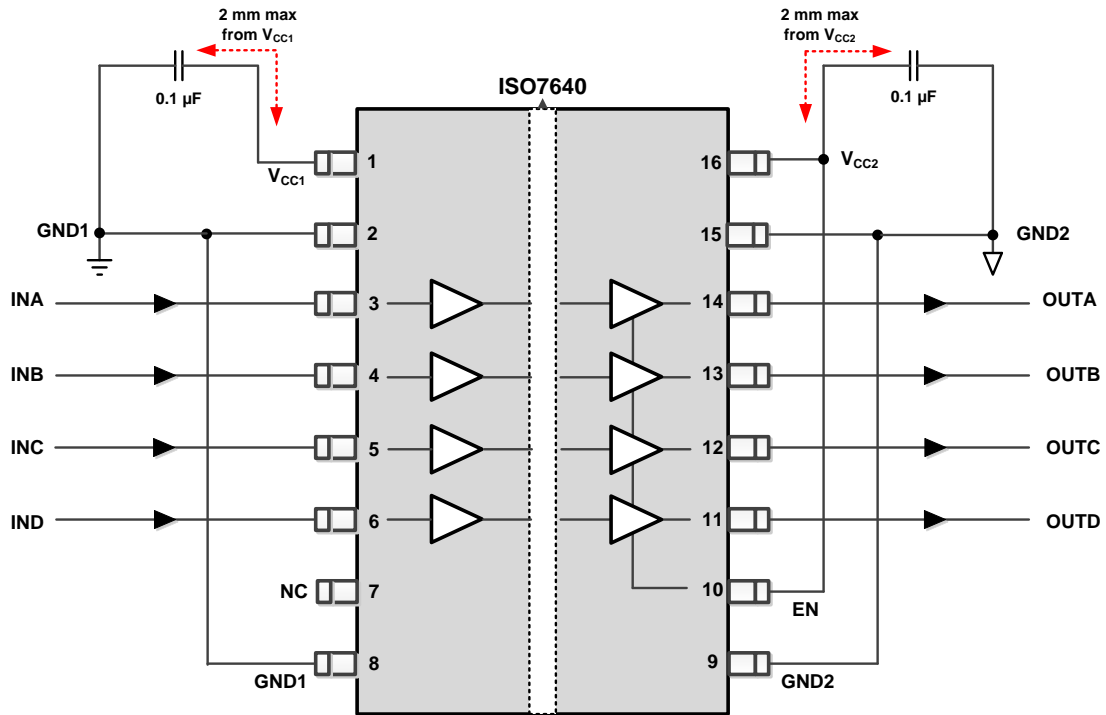 2 mm max
from VCC1
2 mm max
from VCC2
0.1 µF
0.1 µF
ISO7640
1
16
VCC1
VCC2
GND1
2
15
GND2
INA
3
14
OUTA
INB
4
13
OUTB
INC
5
12
OUTC
IND
6
11
OUTD
NC
7
10
EN
8
9
GND1
GND2